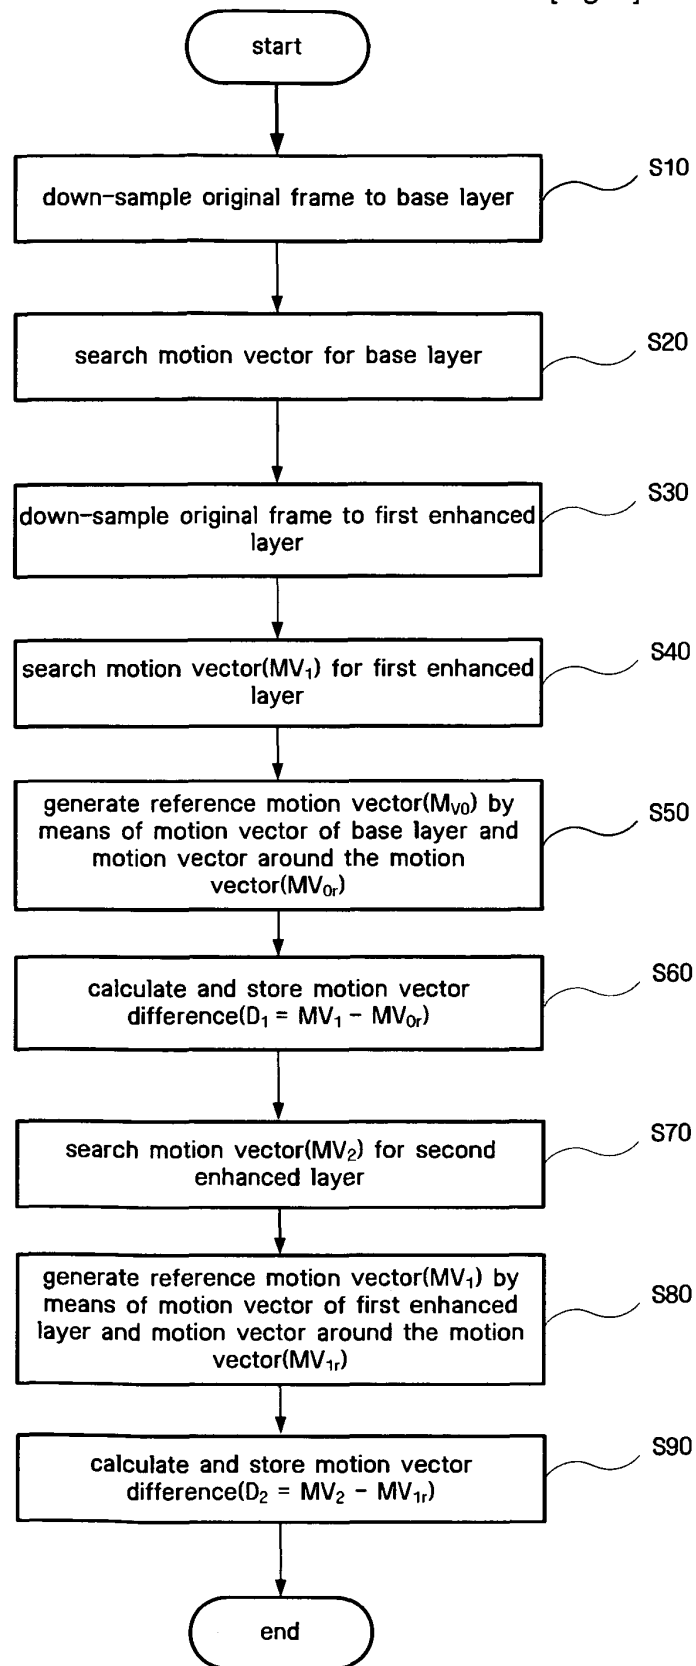 start
S10
down-sample original frame to base layer
S20
search motion vector for base layer
S30
down-sample original frame to first enhanced
layer
S40
search motion vector(MV₁) for first enhanced
layer
S50
generate reference motion vector(M_V0) by
means of motion vector of base layer and
motion vector around the motion
vector(MV₀ᵣ)
S60
calculate and store motion vector
difference(D₁ = MV₁ - MV₀ᵣ)
S70
search motion vector(MV₂) for second
enhanced layer
S80
generate reference motion vector(MV₁) by
means of motion vector of first enhanced
layer and motion vector around the motion
vector(MV₁ᵣ)
S90
calculate and store motion vector
difference(D₂ = MV₂ - MV₁ᵣ)
end